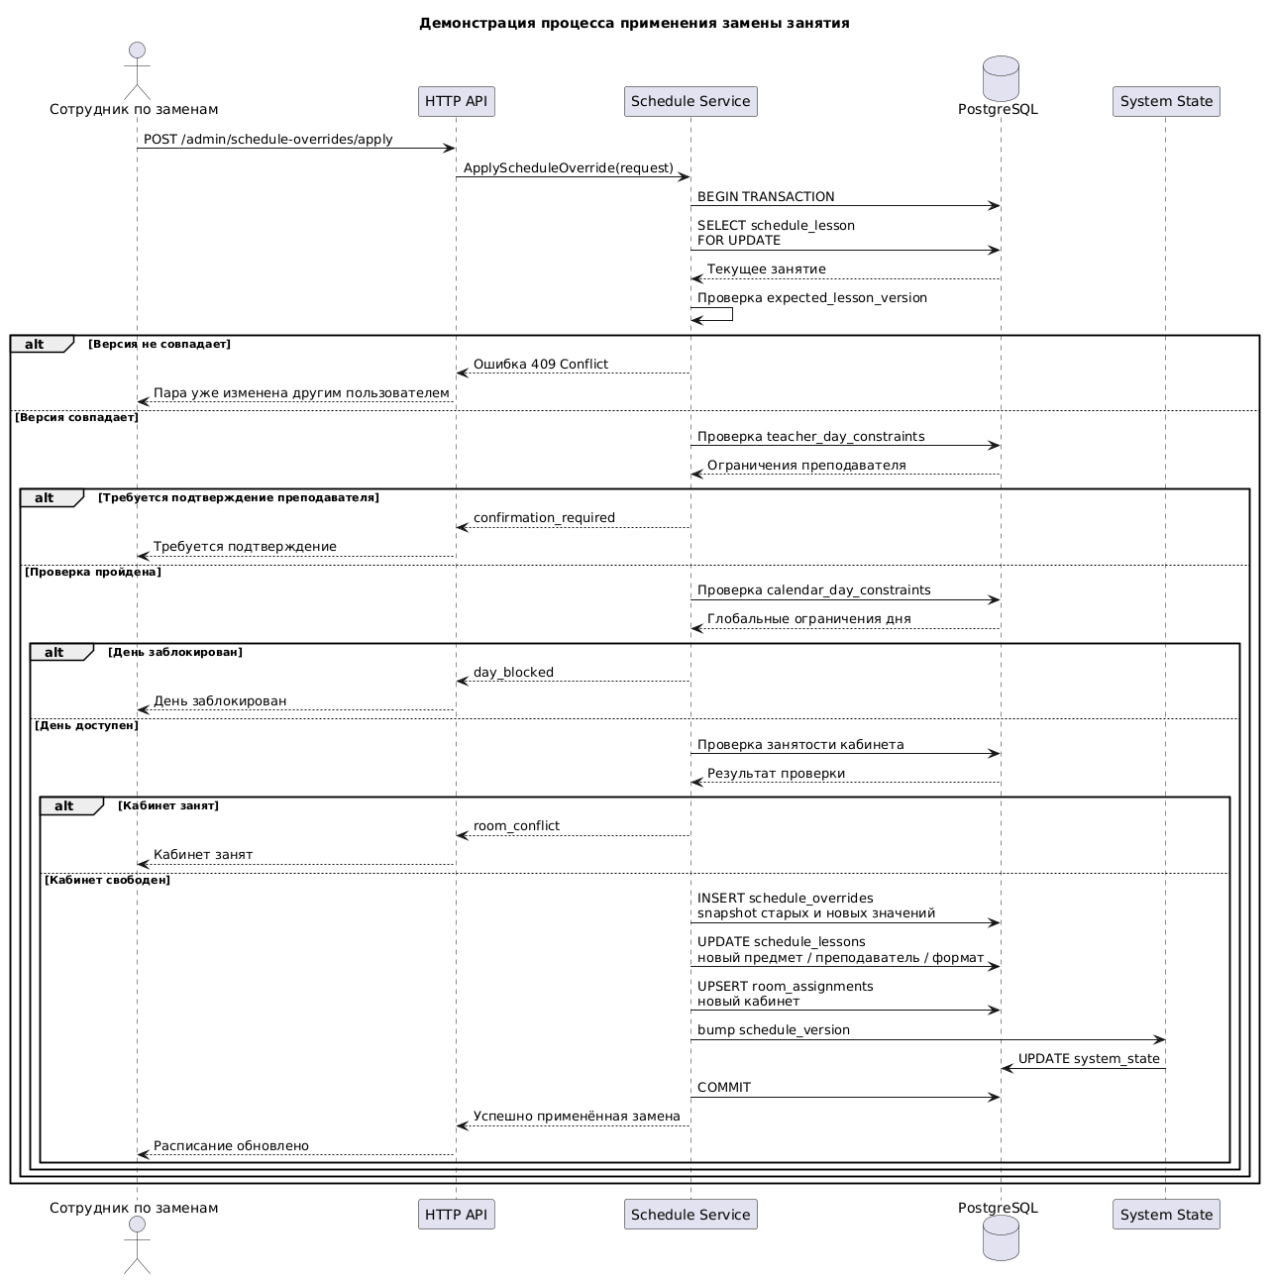 Демонстрация процесса применения замены занятия
Сотрудник по заменам
HTTP API
Schedule Service
PostgreSQL
System State
POST /admin/schedule-overrides/apply
ApplyScheduleOverride(request)
BEGIN TRANSACTION
SELECT schedule_lesson
FOR UPDATE
Текущее занятие
Проверка expected_lesson_version
alt [Версия не совпадает]
Ошибка 409 Conflict
Пара уже изменена другим пользователем
[Версия совпадает]
Проверка teacher_day_constraints
Ограничения преподавателя
alt [Требуется подтверждение преподавателя]
confirmation_required
Требуется подтверждение
[Проверка пройдена]
Проверка calendar_day_constraints
Глобальные ограничения дня
alt [День заблокирован]
day_blocked
День заблокирован
[День доступен]
Проверка занятости кабинета
Результат проверки
alt [Кабинет занят]
room_conflict
Кабинет занят
[Кабинет свободен]
INSERT schedule_overrides
snapshot старых и новых значений
UPDATE schedule_lessons
новый предмет / преподаватель / формат
UPSERT room_assignments
новый кабинет
bump schedule_version
UPDATE system_state
COMMIT
Успешно применённая замена
Расписание обновлено
Сотрудник по заменам
HTTP API
Schedule Service
PostgreSQL
System State